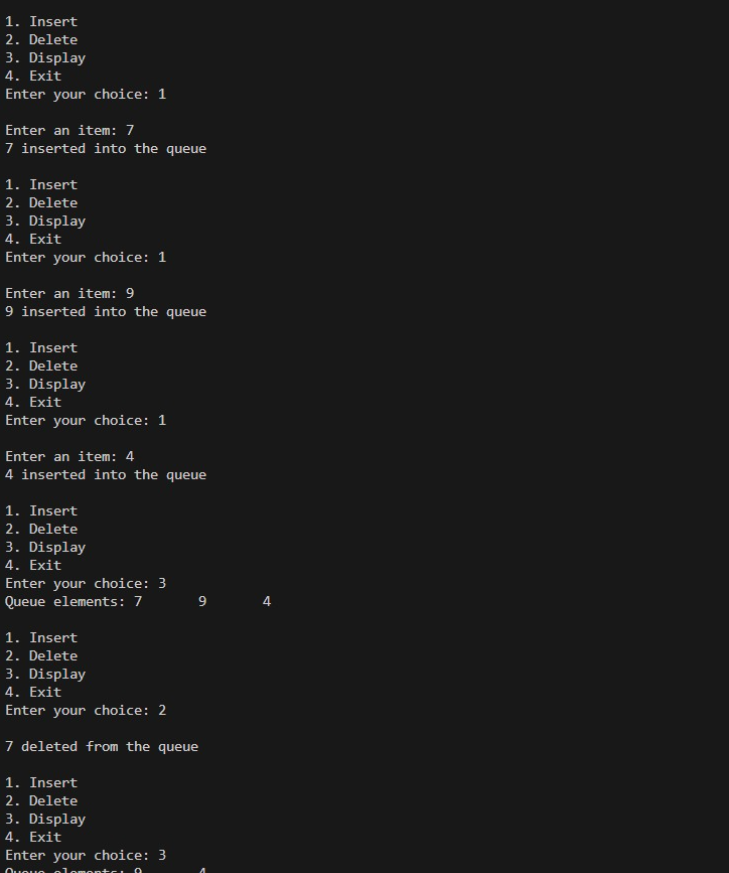 1. Insert
2. Delete
3. Display
4. Exit
Enter your choice: 1
Enter an item: 7
7 inserted into the queue
1. Insert
2. Delete
3. Display
4. Exit
Enter your choice: 1
Enter an item: 9
9 inserted into the queue
1. Insert
2. Delete
3. Display
4. Exit
Enter your choice: 1
Enter an item: 4
4 inserted into the queue
1. Insert
2. Delete
3. Display
4. Exit
Enter your choice: 3
Queue elements: 7       9       4
1. Insert
2. Delete
3. Display
4. Exit
Enter your choice: 2
7 deleted from the queue
1. Insert
2. Delete
3. Display
4. Exit
Enter your choice: 3
Queue elements: 9       4